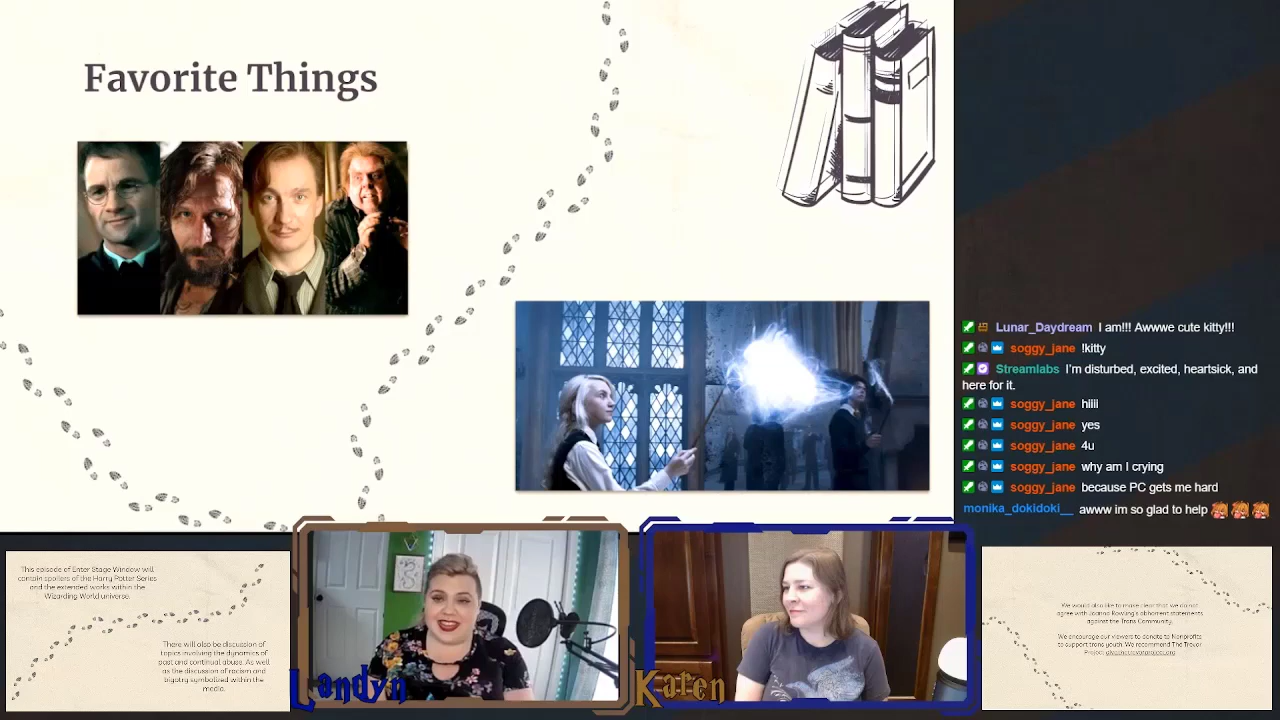 Favorite Things
Lunar_Daydream I am!!! Awwwe cute kitty!!!
soggy_jane !kitty
Streamlabs I'm disturbed, excited, heartsick, and
here for it.
soggy_jane hiiii
soggy_jane yes
soggy_jane 4u
soggy_jane why am I crying
soggy_jane because PC gets me hard
monika_dokidoki__ awww im so glad to help
This episode of Enter Stage Window will
contain spoilers of the Harry Potter Series
and the extended works within the
Wizarding World universe.
There will also be discussion of
topics involving the dynamics of
past and continual abuse. As well
as the discussion of racism and
bigotry symbolized within the
media.
Landyn
Karen
We would also like to make clear that we do not
agree with Joanne Rowling's abhorrent statements
against the Trans Community.
We encourage our viewers to donate to Nonprofits
to support trans youth. We recommend The Trevor
Project: